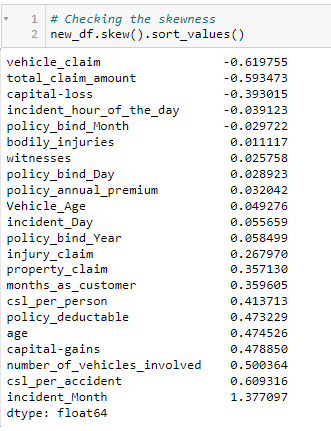 1 # Checking the skewness
2 new_df.skew().sort_values()
vehicle_claim -0.619755
total_claim_amount -0.593473
capital-loss -0.393015
incident_hour_of_the_day -0.039123
policy_bind_Month -0.029722
bodily_injuries 0.011117
witnesses 0.025758
policy_bind_Day 0.028923
policy_annual_premium 0.032042
Vehicle_Age 0.049276
incident_Day 0.055659
policy_bind_Year 0.058499
injury_claim 0.267970
property_claim 0.357130
months_as_customer 0.359605
csl_per_person 0.413713
policy_deductable 0.473229
age 0.474526
capital-gains 0.478850
number_of_vehicles_involved 0.500364
csl_per_accident 0.609316
incident_Month 1.377097
dtype: float64